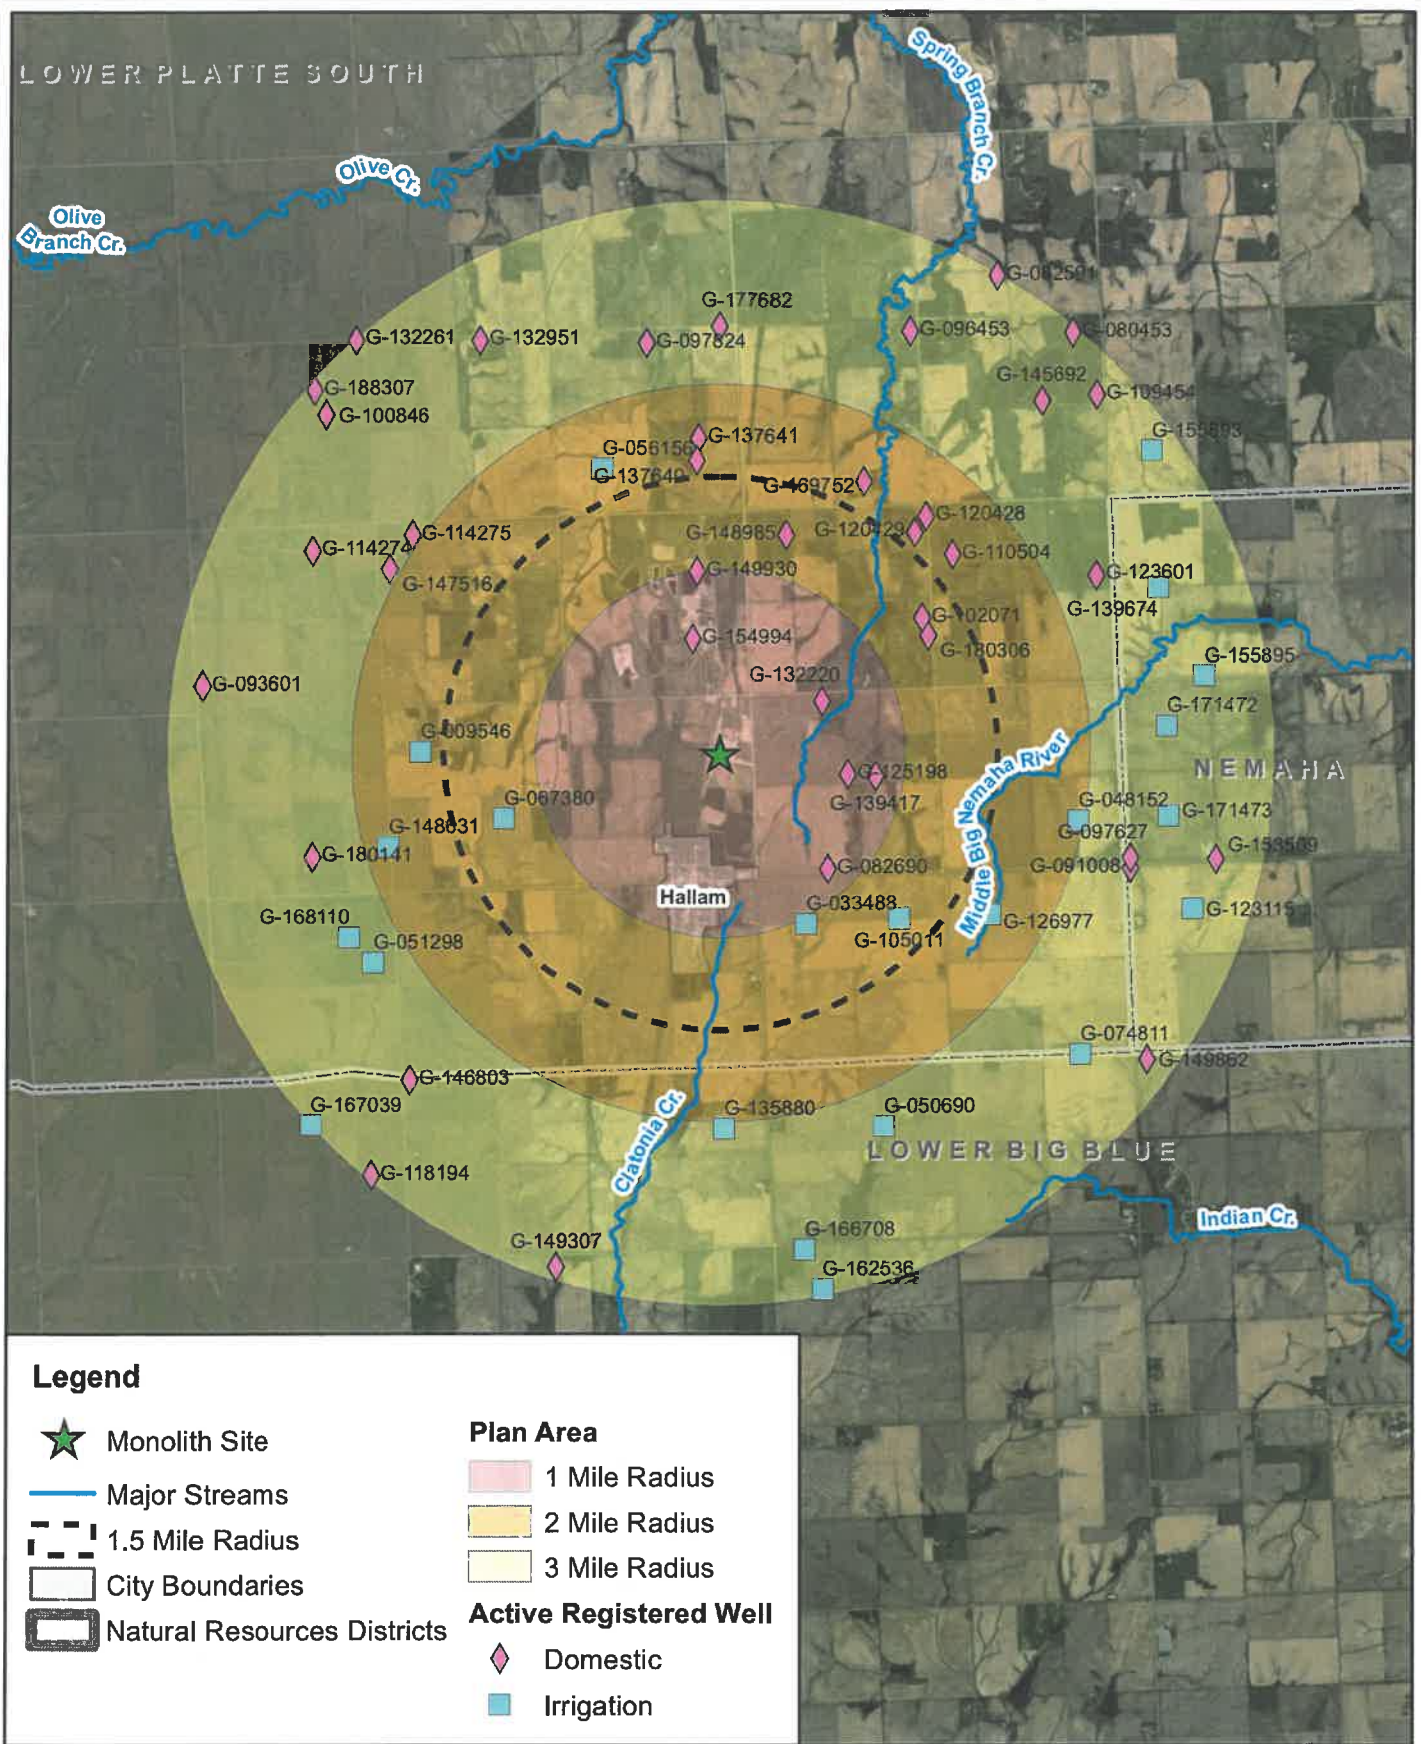 LOWER PLATTE SOUTH
Spring Branch Cr.
Olive Cr.
Olive
Branch Cr.
G-082591
G-177682
G-132261
G-132951
G-097824
G-096453
G-080453
G-188307
G-145692
G-109454
G-100846
G-155893
G-137641
G-056156
G-137640
G-169752
G-120428
G-114275
G-148985
G-120429
G-114274
G-110504
G-149930
G-123601
G-147516
G-139674
G-102071
G-154994
G-180306
G-155895
G-132220
G-093601
G-171472
G-009546
Middle Big Nemaha River
NEMAHA
G-125198
G-067380
G-139417
G-048152
G-171473
G-148031
G-097627
G-180141
G-153509
G-082690
G-091008
Hallam
G-033488
G-123115
G-168110
G-105011
G-126977
G-051298
G-074811
G-149862
G-146803
G-167039
G-135880
G-050690
Clatonia Cr.
LOWER BIG BLUE
G-118194
Indian Cr.
G-166708
G-149307
G-162536
Legend
Monolith Site
Major Streams
1.5 Mile Radius
City Boundaries
Natural Resources Districts
Plan Area
1 Mile Radius
2 Mile Radius
3 Mile Radius
Active Registered Well
Domestic
Irrigation